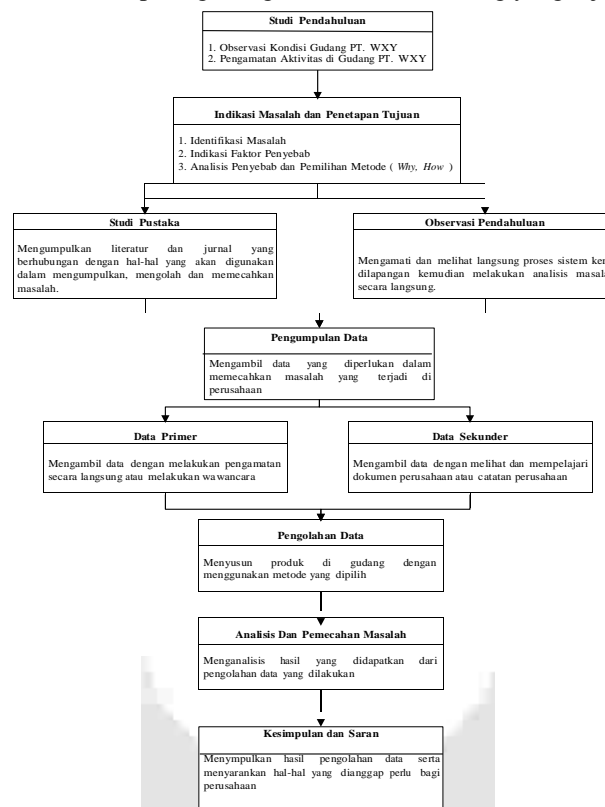 Studi Pendahuluan
1. Observasi Kondisi Gudang PT. WXY
2. Pengamatan Aktivitas di Gudang PT. WXY
Indikasi Masalah dan Penetapan Tujuan
1. Identifikasi Masalah
2. Indikasi Faktor Penyebab
3. Analisis Penyebab dan Pemilihan Metode ( Why, How )
Studi Pustaka
Mengumpulkan literatur dan jurnal yang
berhubungan dengan hal-hal yang akan digunakan
dalam mengumpulkan, mengolah dan memecahkan
masalah.
Observasi Pendahuluan
Mengamati dan melihat langsung proses sistem
dilapangan kemudian melakukan analisis
secara langsung.
Pengumpulan Data
Mengambil data yang diperlukan dalam
memecahkan masalah yang terjadi di
perusahaan
Data Primer
Mengambil data dengan melakukan pengamatan
secara langsung atau melakukan wawancara
Data Sekunder
Mengambil data dengan melihat dan mempelajari
dokumen perusahaan atau catatan perusahaan
Pengolahan Data
Menyusun produk di gudang dengan
menggunakan metode yang dipilih
Analisis Dan Pemecahan Masalah
Menganalisis hasil yang didapatkan dari
pengolahan data yang dilakukan
Kesimpulan dan Saran
Menympulkan hasil pengolahan data serta
menyarankan hal-hal yang dianggap perlu bagi
perusahaan